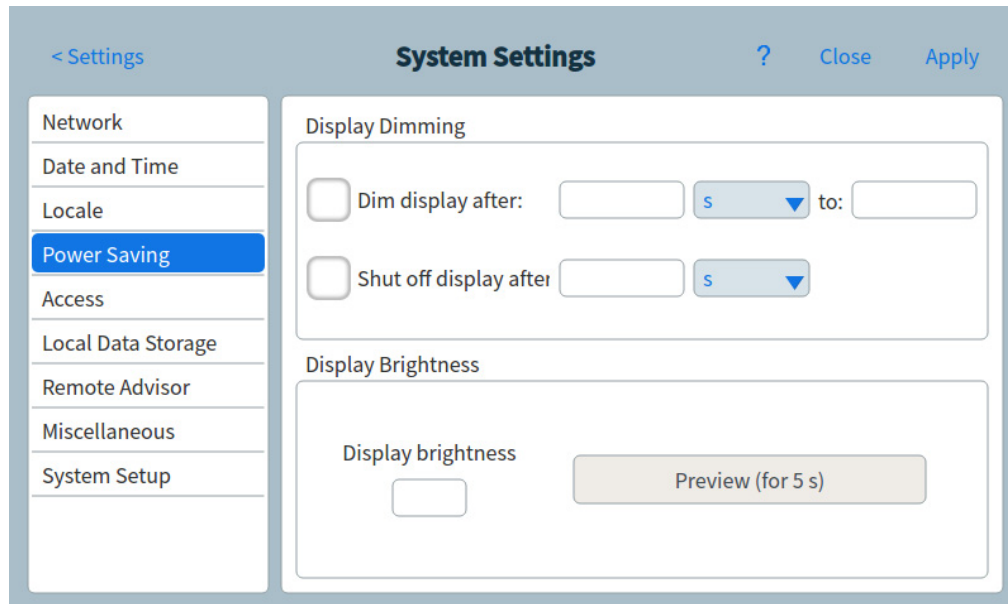 < Settings
System Settings
?
Close
Apply
Network
Date and Time
Locale
Power Saving
Access
Local Data Storage
Remote Advisor
Miscellaneous
System Setup
Display Dimming
Dim display after:
s
to:
Shut off display after
s
Display Brightness
Display brightness
Preview (for 5 s)